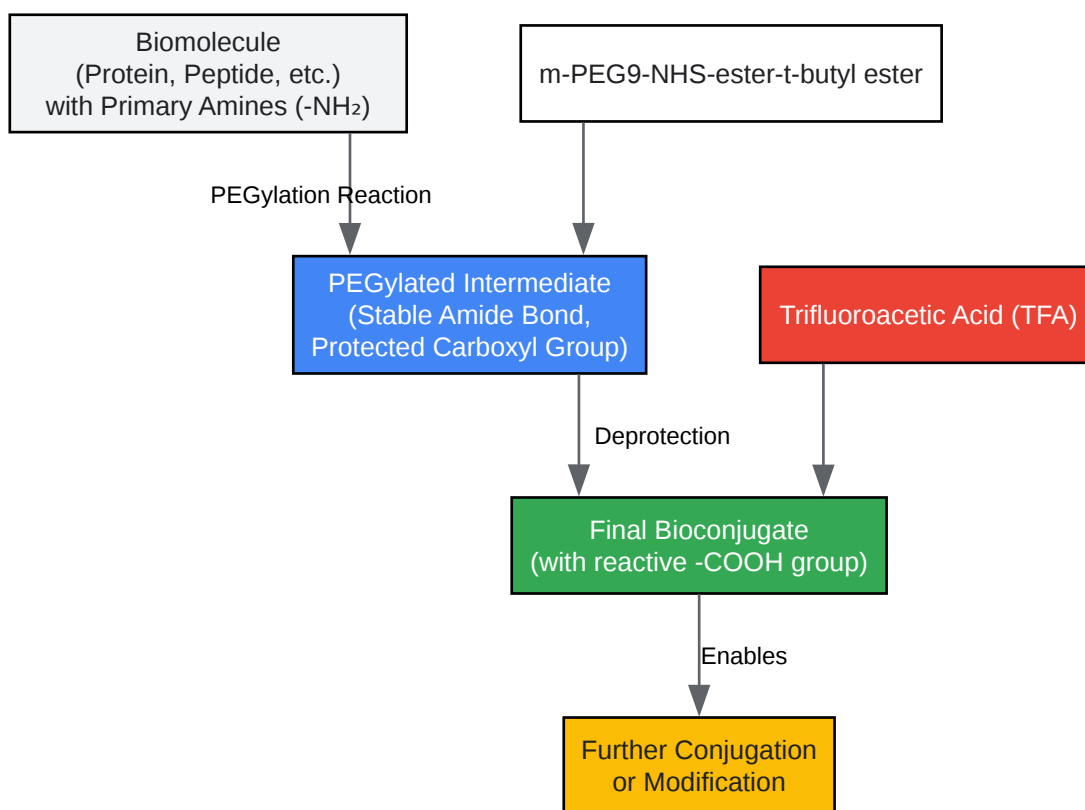 Biomolecule
(Protein, Peptide, etc.)
with Primary Amines (-NH₂)
m-PEG9-NHS-ester-t-butyl ester
PEGylation Reaction
PEGylated Intermediate
(Stable Amide Bond,
Protected Carboxyl Group)
Trifluoroacetic Acid (TFA)
Deprotection
Final Bioconjugate
(with reactive -COOH group)
Enables
Further Conjugation
or Modification